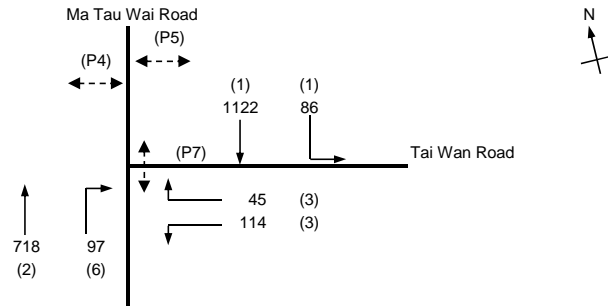 Ma Tau Wai Road
N
(P5)
(P4)
(1) (1)
1122 86
(P7)
Tai Wan Road
45 (3)
114 (3)
718 97
(2) (6)